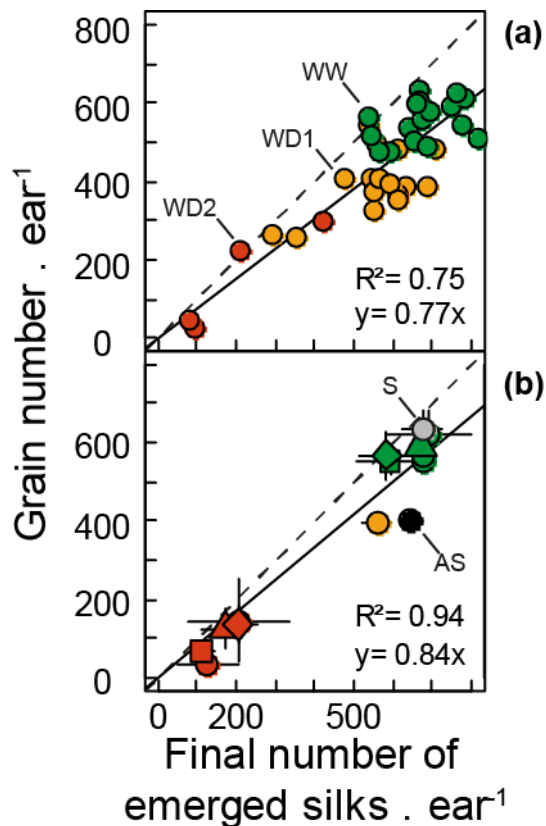 800
(a)
WW
600
WD1
400
WD2
200
R²= 0.75
y= 0.77x
0
Grain number . ear⁻¹
(b)
S
600
400
AS
200
R²= 0.94
y= 0.84x
0
0 200 500
Final number of
emerged silks . ear⁻¹